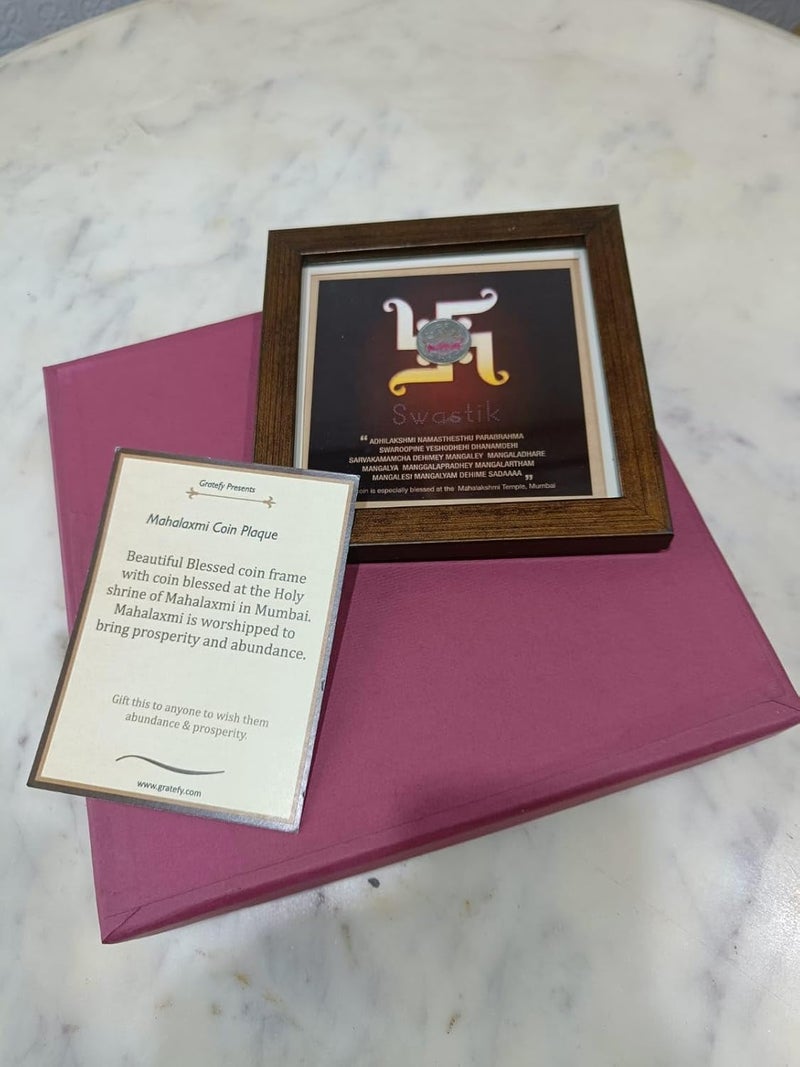 Swastik
“ ADHILAKSHMI NAMASTHESTHU PARABRAHMA
SWAROOPINE YESHODHEHI DHANAMDEHI
SARVAKAMAMCHA DEHIMEY MANGALEY MANGALADHARE
MANGALYA MANGGALAPRADHEY MANGALARTHAM
MANGALESI MANGALYAM DEHIME SADAAAA „
coin is especially blessed at the Mahalakshmi Temple, Mumbai
Gratefy Presents
Mahalaxmi Coin Plaque
Beautiful Blessed coin frame
with coin blessed at the Holy
shrine of Mahalaxmi in Mumbai.
Mahalaxmi is worshipped to
bring prosperity and abundance.
Gift this to anyone to wish them
abundance & prosperity.
www.gratefy.com